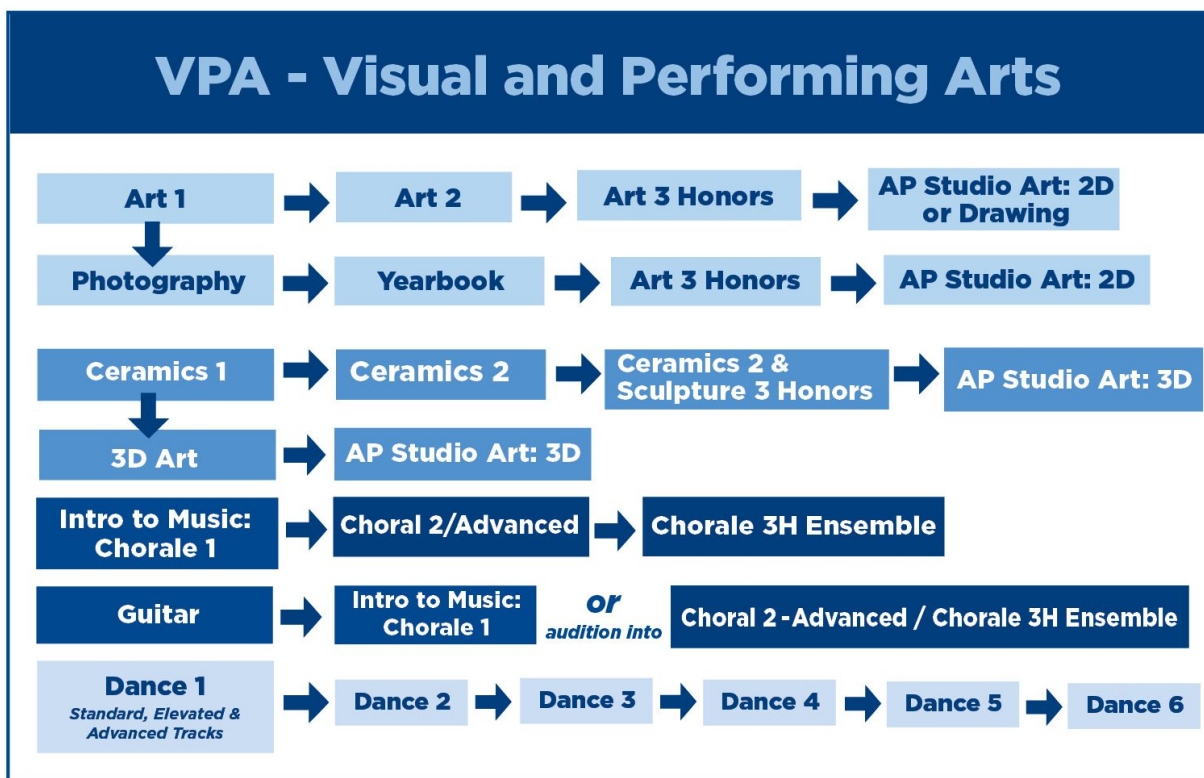 VPA - Visual and Performing Arts
Art 1
Art 2
Art 3 Honors
AP Studio Art: 2D
or Drawing
Photography
Yearbook
Art 3 Honors
AP Studio Art: 2D
Ceramics 1
Ceramics 2
Ceramics 2 &
Sculpture 3 Honors
AP Studio Art: 3D
3D Art
AP Studio Art: 3D
Intro to Music:
Chorale 1
Choral 2/Advanced
Chorale 3H Ensemble
Guitar
Intro to Music:
Chorale 1
or
audition into
Choral 2 - Advanced / Chorale 3H Ensemble
Dance 1
Standard, Elevated &
Advanced Tracks
Dance 2
Dance 3
Dance 4
Dance 5
Dance 6